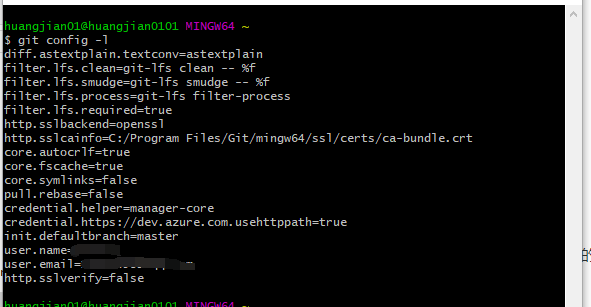 huangjian01@huangjian0101 MINGW64 ~
$ git config -l
diff.astextplain.textconv=astextplain
filter.lfs.clean=git-lfs clean -- %f
filter.lfs.smudge=git-lfs smudge -- %f
filter.lfs.process=git-lfs filter-process
filter.lfs.required=true
http.sslbackend=openssl
http.sslcainfo=C:/Program Files/Git/mingw64/ssl/certs/ca-bundle.crt
core.autocrlf=true
core.fscache=true
core.symlinks=false
pull.rebase=false
credential.helper=manager-core
credential.https://dev.azure.com.usehttppath=true
init.defaultbranch=master
user.name=
user.email=
http.sslverify=false
huangjian01@huangjian0101 MINGW64 ~